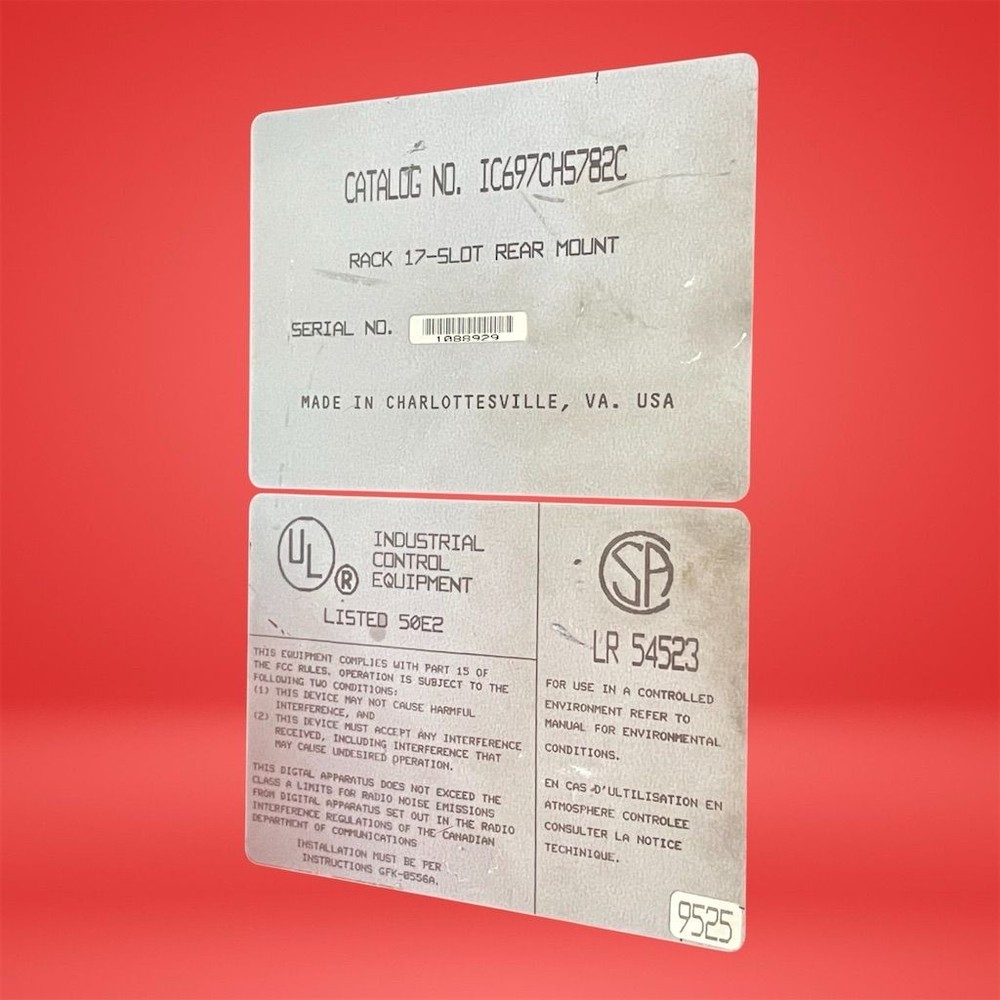 CATALOG NO. IC697CHS782C
RACK 17-SLOT REAR MOUNT
SERIAL NO.
1088929
MADE IN CHARLOTTESVILLE, VA. USA
UL ®
INDUSTRIAL
CONTROL
EQUIPMENT
LISTED 50E2
THIS EQUIPMENT COMPLIES WITH PART 15 OF
THE FCC RULES. OPERATION IS SUBJECT TO THE
FOLLOWING TWO CONDITIONS:
(1) THIS DEVICE MAY NOT CAUSE HARMFUL
INTERFERENCE, AND
(2) THIS DEVICE MUST ACCEPT ANY INTERFERENCE
RECEIVED, INCLUDING INTERFERENCE THAT
MAY CAUSE UNDESIRED OPERATION.
THIS DIGTAL APPARATUS DOES NOT EXCEED THE
CLASS A LIMITS FOR RADIO NOISE EMISSIONS
FROM DIGITAL APPARATUS SET OUT IN THE RADIO
INTERFERENCE REGULATIONS OF THE CANADIAN
DEPARTMENT OF COMMUNICATIONS
INSTALLATION MUST BE PER
INSTRUCTIONS GFK-0556A.
SA
LR 54523
FOR USE IN A CONTROLLED
ENVIRONMENT REFER TO
MANUAL FOR ENVIRONMENTAL
CONDITIONS.
EN CAS D'ULTILISATION EN
ATMOSPHERE CONTROLEE
CONSULTER LA NOTICE
TECHINIQUE.
9525